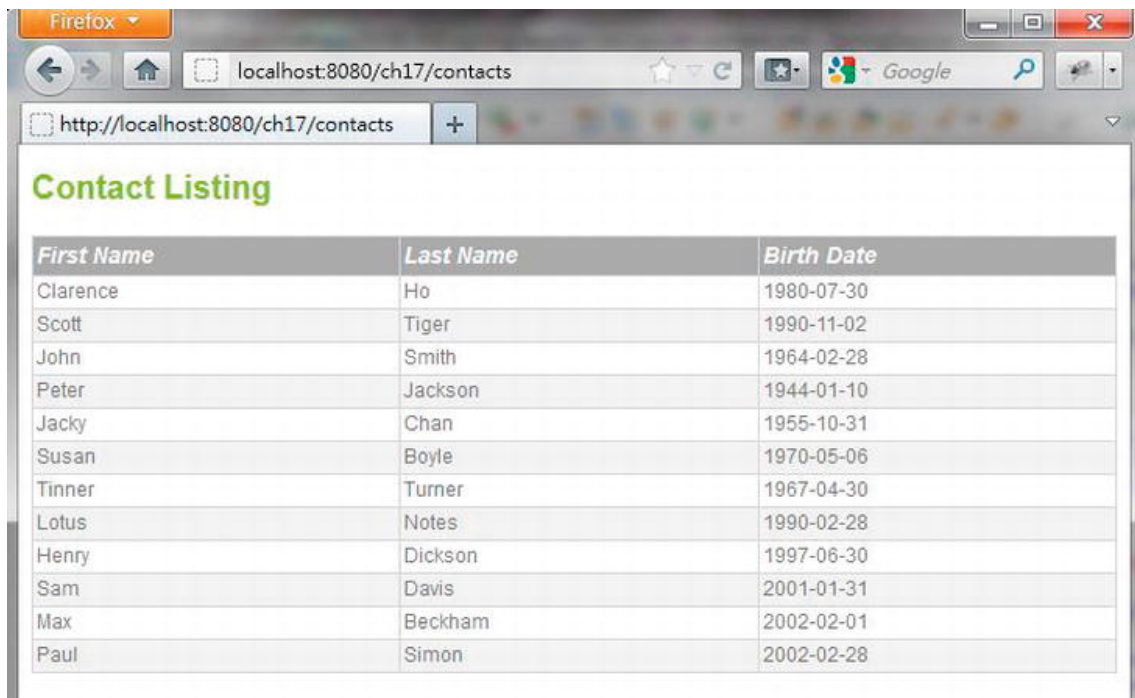 Firefox
localhost:8080/ch17/contacts
Google
http://localhost:8080/ch17/contacts
Contact Listing
First Name Last Name Birth Date
Clarence Ho 1980-07-30
Scott Tiger 1990-11-02
John Smith 1964-02-28
Peter Jackson 1944-01-10
Jacky Chan 1955-10-31
Susan Boyle 1970-05-06
Tinner Turner 1967-04-30
Lotus Notes 1990-02-28
Henry Dickson 1997-06-30
Sam Davis 2001-01-31
Max Beckham 2002-02-01
Paul Simon 2002-02-28